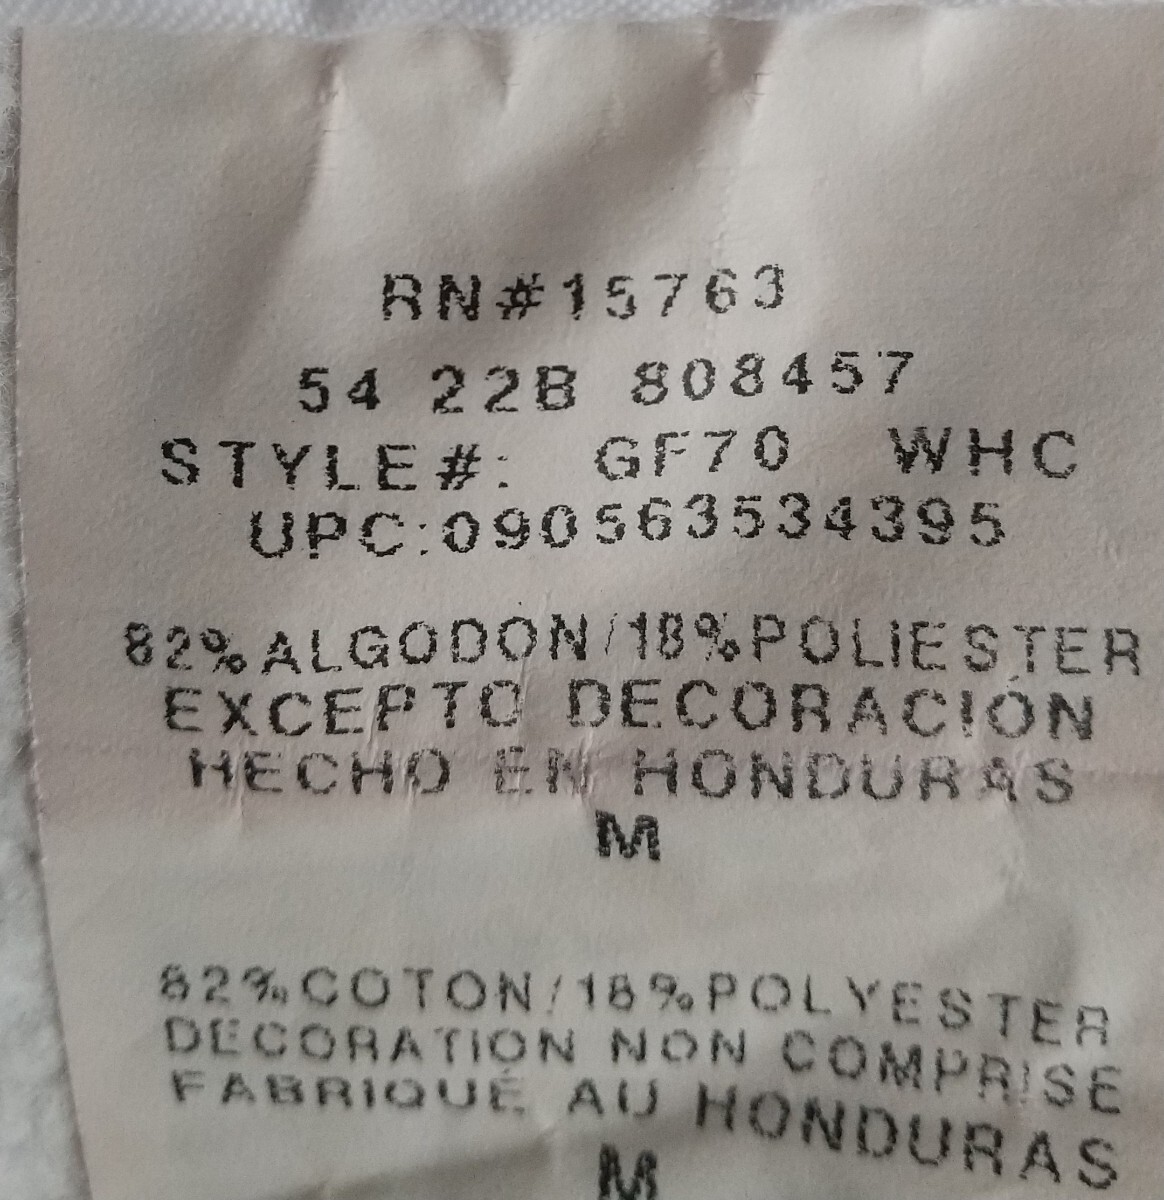 RN#15763
54 22B 808457
STYLE#: GF70 WHC
UPC:090563534395
82%ALGODON/18%POLIESTER
EXCEPTO DECORACIÓN
HECHO EN HONDURAS
M
82%COTON/18%POLYESTER
DECORATION NON COMPRISE
FABRIQUÉ AU HONDURAS
M